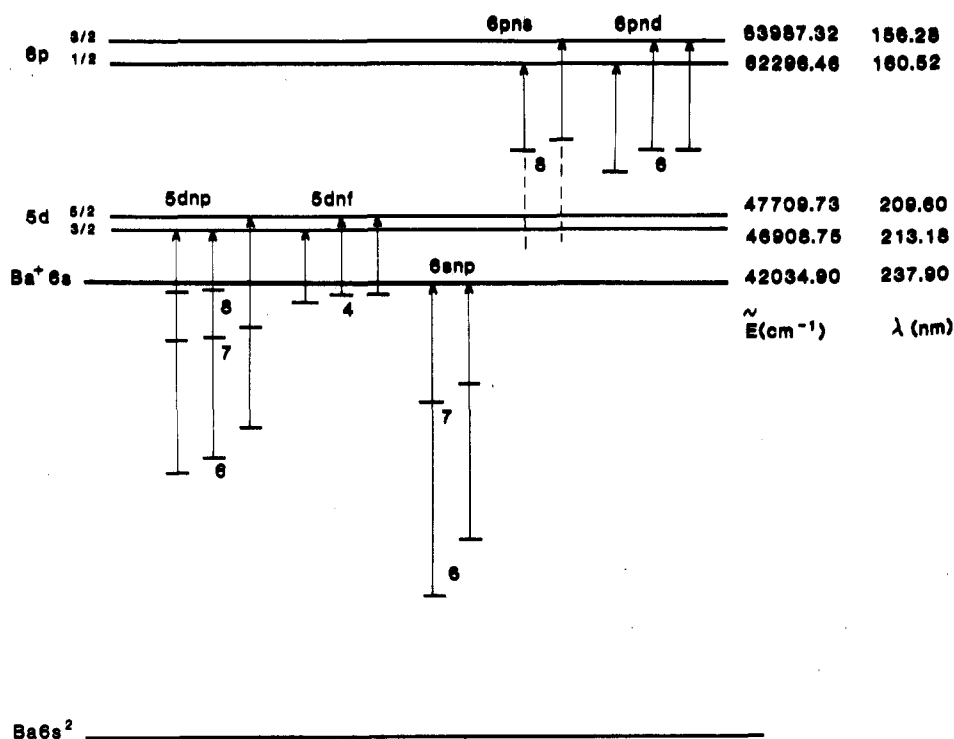 6pns 6pnd
6p 3/2 63987.32 156.28
1/2 62296.46 160.52
8 6
5dnp 5dnf
5d 5/2 47709.73 209.60
3/2 46908.75 213.18
6snp
Ba⁺ 6s 42034.90 237.90
8 4
Ẽ(cm⁻¹) λ (nm)
7
7
6
6
Ba6s²